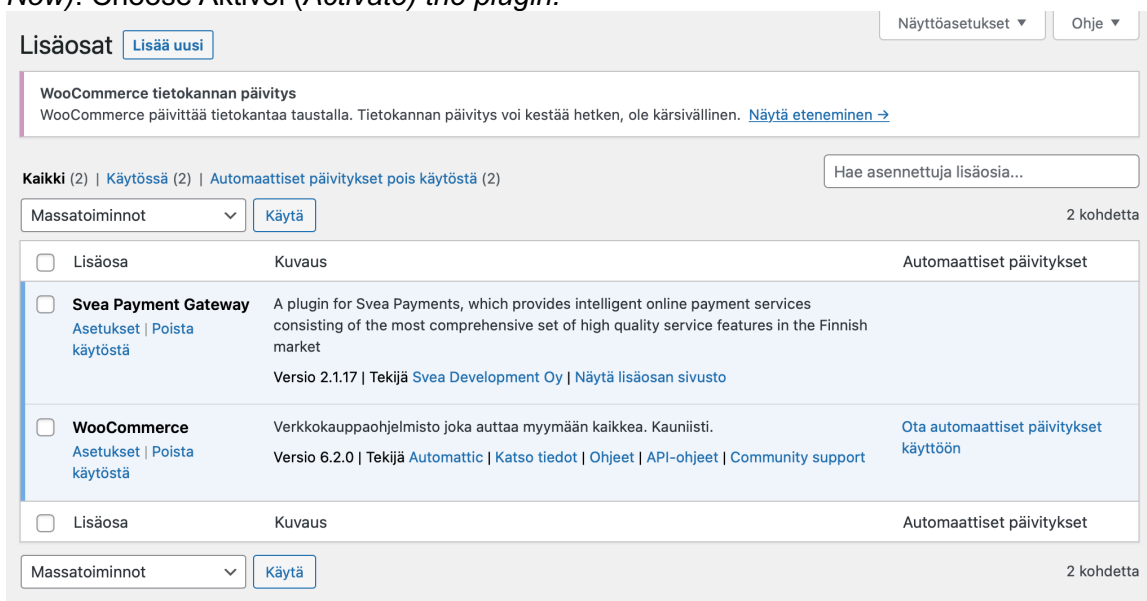 Now). Choose Aktivoi (Activate) the plugin.
Näyttöasetukset ▼ Ohje ▼
Lisäosat Lisää uusi
WooCommerce tietokannan päivitys
WooCommerce päivittää tietokantaa taustalla. Tietokannan päivitys voi kestää hetken, ole kärsivällinen. Näytä eteneminen →
Kaikki (2) | Käytössä (2) | Automaattiset päivitykset pois käytöstä (2)
Hae asennettuja lisäosia...
Massatoiminnot Käytä
2 kohdetta
Lisäosa Kuvaus Automaattiset päivitykset
Svea Payment Gateway
Asetukset | Poista
käytöstä
A plugin for Svea Payments, which provides intelligent online payment services
consisting of the most comprehensive set of high quality service features in the Finnish
market
Versio 2.1.17 | Tekijä Svea Development Oy | Näytä lisäosan sivusto
WooCommerce
Asetukset | Poista
käytöstä
Verkkokauppaohjelmisto joka auttaa myymään kaikkea. Kauniisti.
Versio 6.2.0 | Tekijä Automattic | Katso tiedot | Ohjeet | API-ohjeet | Community support
Ota automaattiset päivitykset
käyttöön
Lisäosa Kuvaus Automaattiset päivitykset
Massatoiminnot Käytä
2 kohdetta